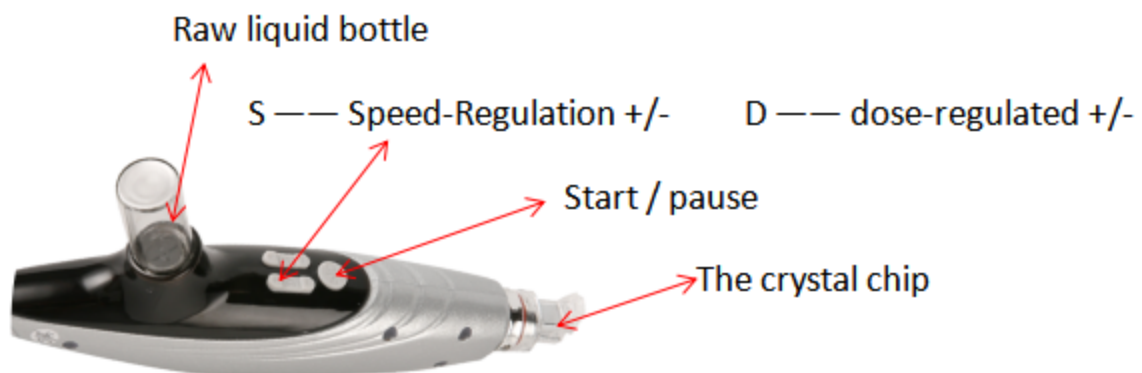 Raw liquid bottle
S —— Speed-Regulation +/- D —— dose-regulated +/-
Start / pause
The crystal chip